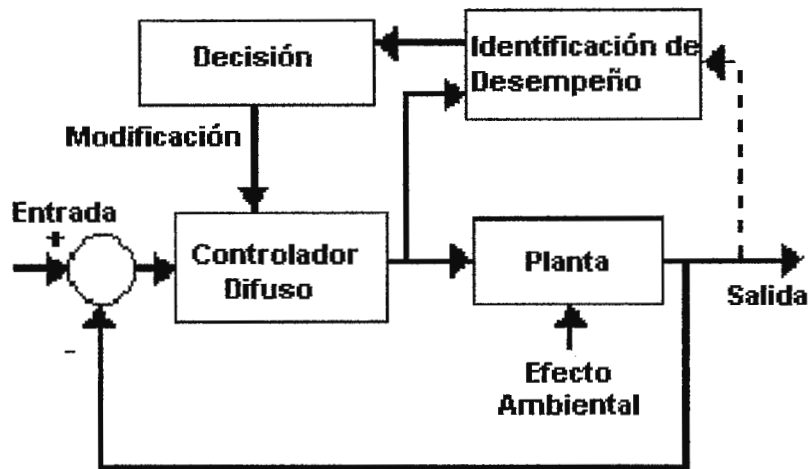 Decisión
Identificación de
Desempeño
Modificación
Entrada
+
Controlador
Difuso
Planta
Salida
-
Efecto
Ambiental